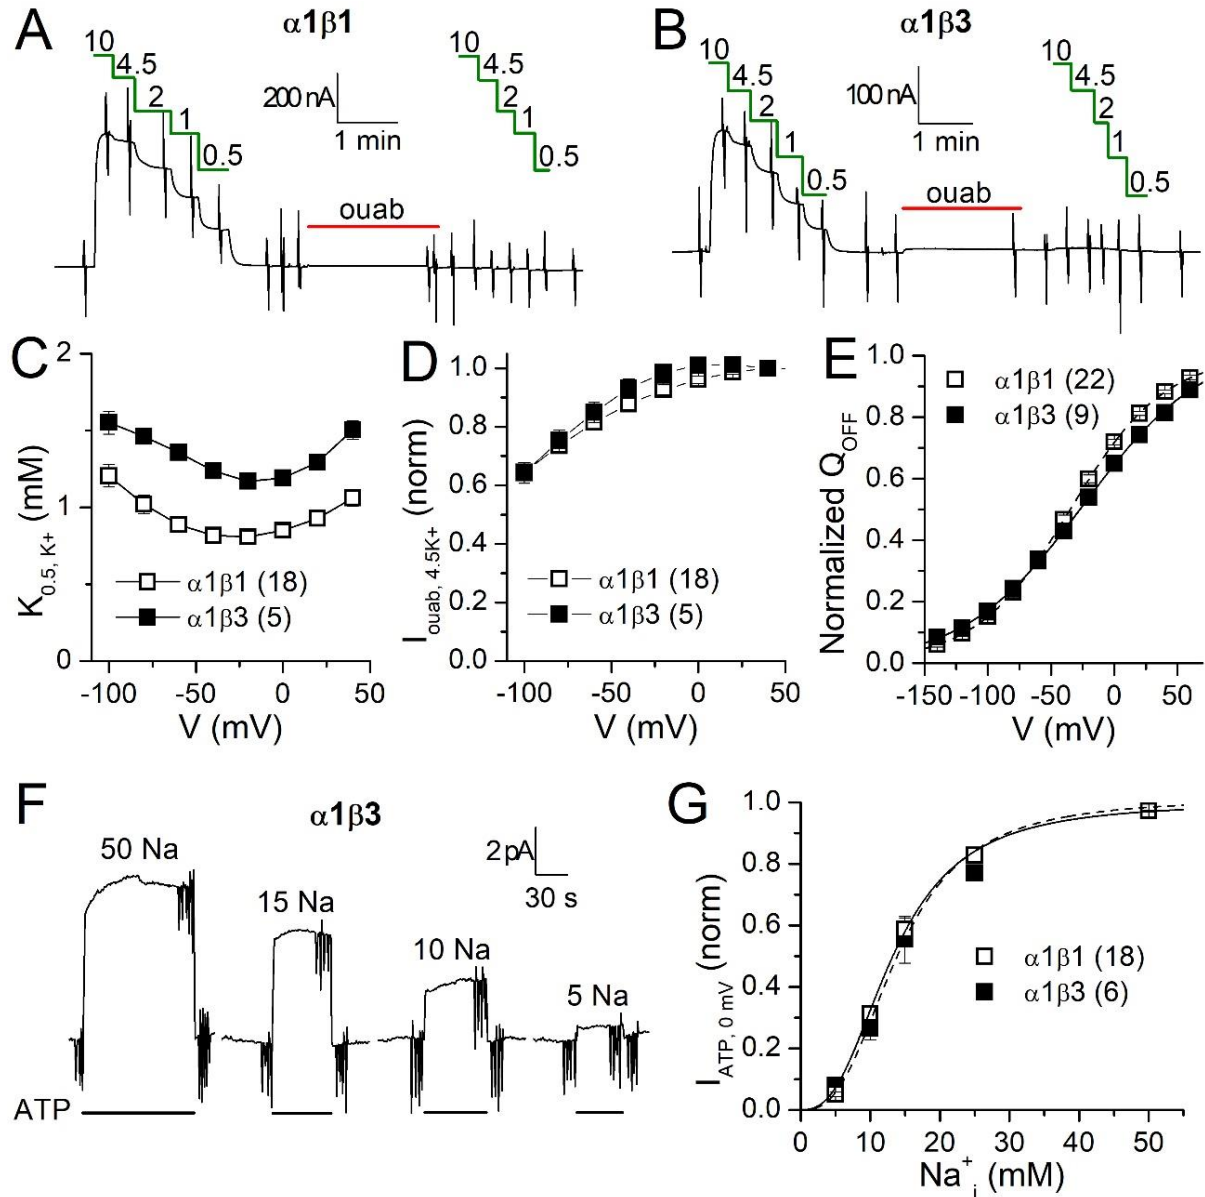 A
α1β1
10
4.5
2
1
0.5
200 nA
1 min
ouab
10
4.5
2
1
0.5
B
α1β3
10
4.5
2
1
0.5
100 nA
1 min
ouab
10
4.5
2
1
0.5
C
K0.5, K+ (mM)
2
1
0
α1β1 (18)
α1β3 (5)
-100 -50 0 50
V (mV)
D
Iouab, 4.5K+ (norm)
1.0
0.8
0.6
0.4
0.2
0.0
α1β1 (18)
α1β3 (5)
-100 -50 0 50
V (mV)
E
Normalized QOFF
1.0
0.8
0.6
0.4
0.2
0.0
α1β1 (22)
α1β3 (9)
-150 -100 -50 0 50
V (mV)
F
α1β3
50 Na
15 Na
10 Na
5 Na
2 pA
30 s
ATP
G
IATP, 0 mV (norm)
1.0
0.8
0.6
0.4
0.2
0.0
α1β1 (18)
α1β3 (6)
0 10 20 30 40 50
Na+i (mM)